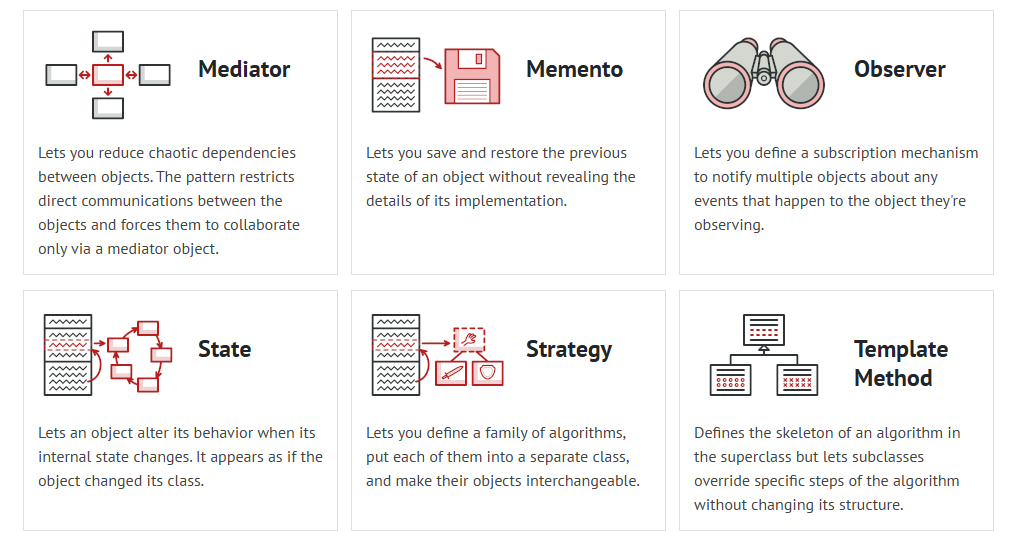 Mediator
Lets you reduce chaotic dependencies
between objects. The pattern restricts
direct communications between the
objects and forces them to collaborate
only via a mediator object.
Memento
Lets you save and restore the previous
state of an object without revealing the
details of its implementation.
Observer
Lets you define a subscription mechanism
to notify multiple objects about any
events that happen to the object they're
observing.
State
Lets an object alter its behavior when its
internal state changes. It appears as if the
object changed its class.
Strategy
Lets you define a family of algorithms,
put each of them into a separate class,
and make their objects interchangeable.
Template
Method
Defines the skeleton of an algorithm in
the superclass but lets subclasses
override specific steps of the algorithm
without changing its structure.